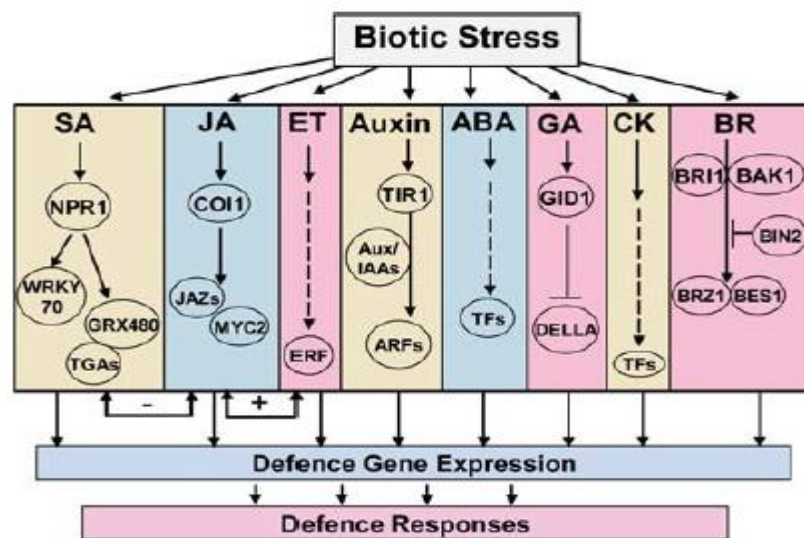 Biotic Stress
SA
JA
ET
Auxin
ABA
GA
CK
BR
NPR1
WRKY
70
GRX480
TGAs
COI1
JAZs
MYC2
ERF
TIR1
Aux/
IAAs
ARFs
TFs
GID1
DELLA
TFs
BRI1
BAK1
BIN2
BRZ1
BES1
-
+
Defence Gene Expression
Defence Responses